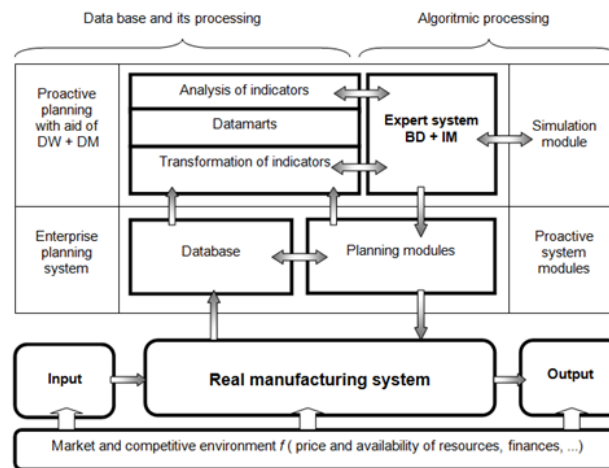 Data base and its processing
Algoritmic processing
Proactive
planning
with aid of
DW + DM
Analysis of indicators
Datamarts
Transformation of indicators
Expert system
BD + IM
Simulation
module
Enterprise
planning
system
Database
Planning modules
Proactive
system
modules
Input
Real manufacturing system
Output
Market and competitive environment f ( price and availability of resources, finances, ...)